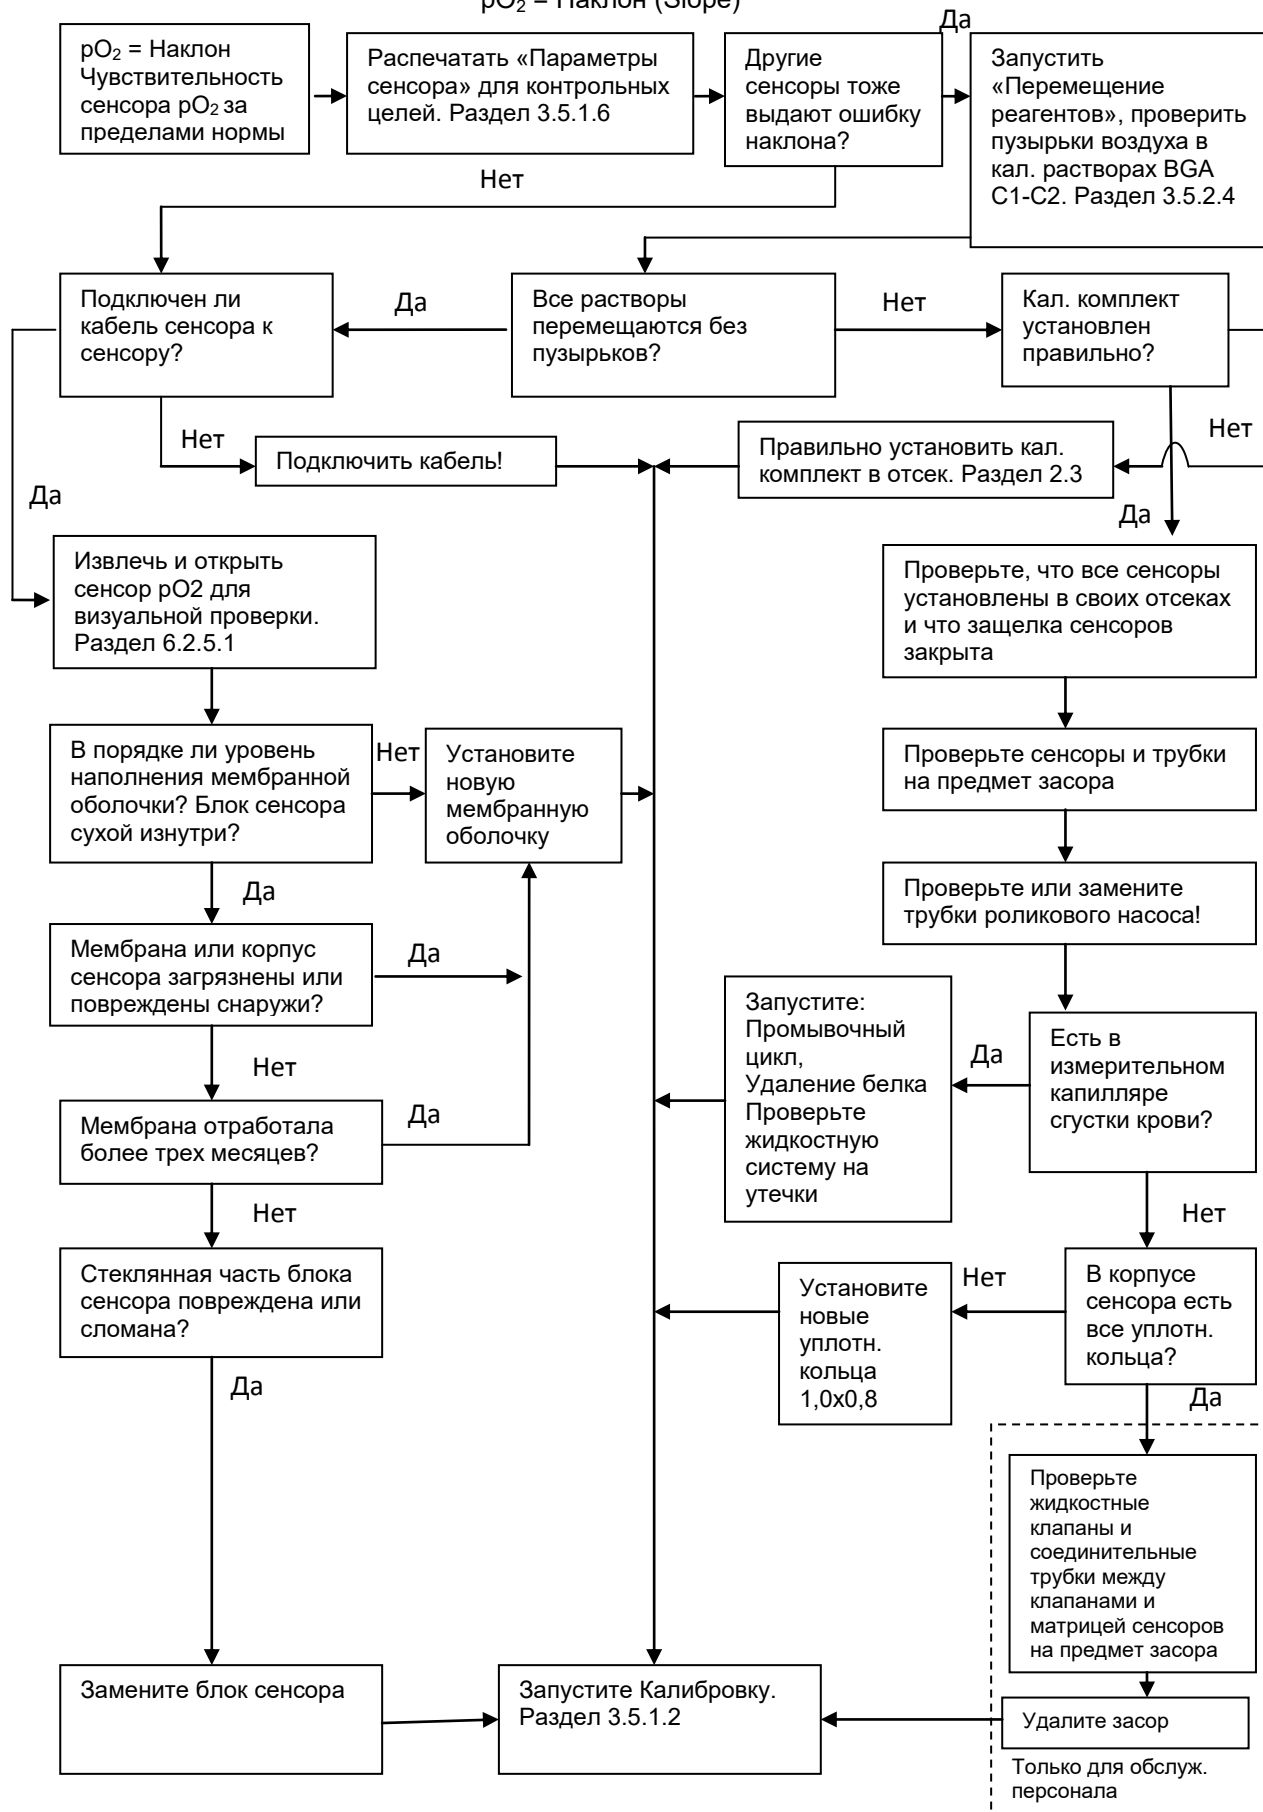 pO2 = Наклон (Slope)
Да
pO2 = Наклон
Чувствительность
сенсора pO2 за
пределами нормы
Распечатать «Параметры
сенсора» для контрольных
целей. Раздел 3.5.1.6
Другие
сенсоры тоже
выдают ошибку
наклона?
Запустить
«Перемещение
реагентов», проверить
пузырьки воздуха в
кал. растворах BGA
C1-C2. Раздел 3.5.2.4
Нет
Подключен ли
кабель сенсора к
сенсору?
Да
Все растворы
перемещаются без
пузырьков?
Нет
Кал. комплект
установлен
правильно?
Нет
Подключить кабель!
Правильно установить кал.
комплект в отсек. Раздел 2.3
Нет
Да
Да
Извлечь и открыть
сенсор pO2 для
визуальной проверки.
Раздел 6.2.5.1
Проверьте, что все сенсоры
установлены в своих отсеках
и что защелка сенсоров
закрыта
В порядке ли уровень
наполнения мембранной
оболочки? Блок сенсора
сухой изнутри?
Нет
Установите
новую
мембранную
оболочку
Проверьте сенсоры и трубки
на предмет засора
Да
Проверьте или замените
трубки роликового насоса!
Мембрана или корпус
сенсора загрязнены или
повреждены снаружи?
Да
Запустите:
Промывочный
цикл,
Удаление белка
Проверьте
жидкостную
систему на
утечки
Да
Есть в
измерительном
капилляре
сгустки крови?
Нет
Мембрана отработала
более трех месяцев?
Да
Нет
Нет
Стеклянная часть блока
сенсора повреждена или
сломана?
Установите
новые
уплотн.
кольца
1,0x0,8
Нет
В корпусе
сенсора есть
все уплотн.
кольца?
Да
Да
Проверьте
жидкостные
клапаны и
соединительные
трубки между
клапанами и
матрицей сенсоров
на предмет засора
Замените блок сенсора
Запустите Калибровку.
Раздел 3.5.1.2
Удалите засор
Только для обслуж.
персонала